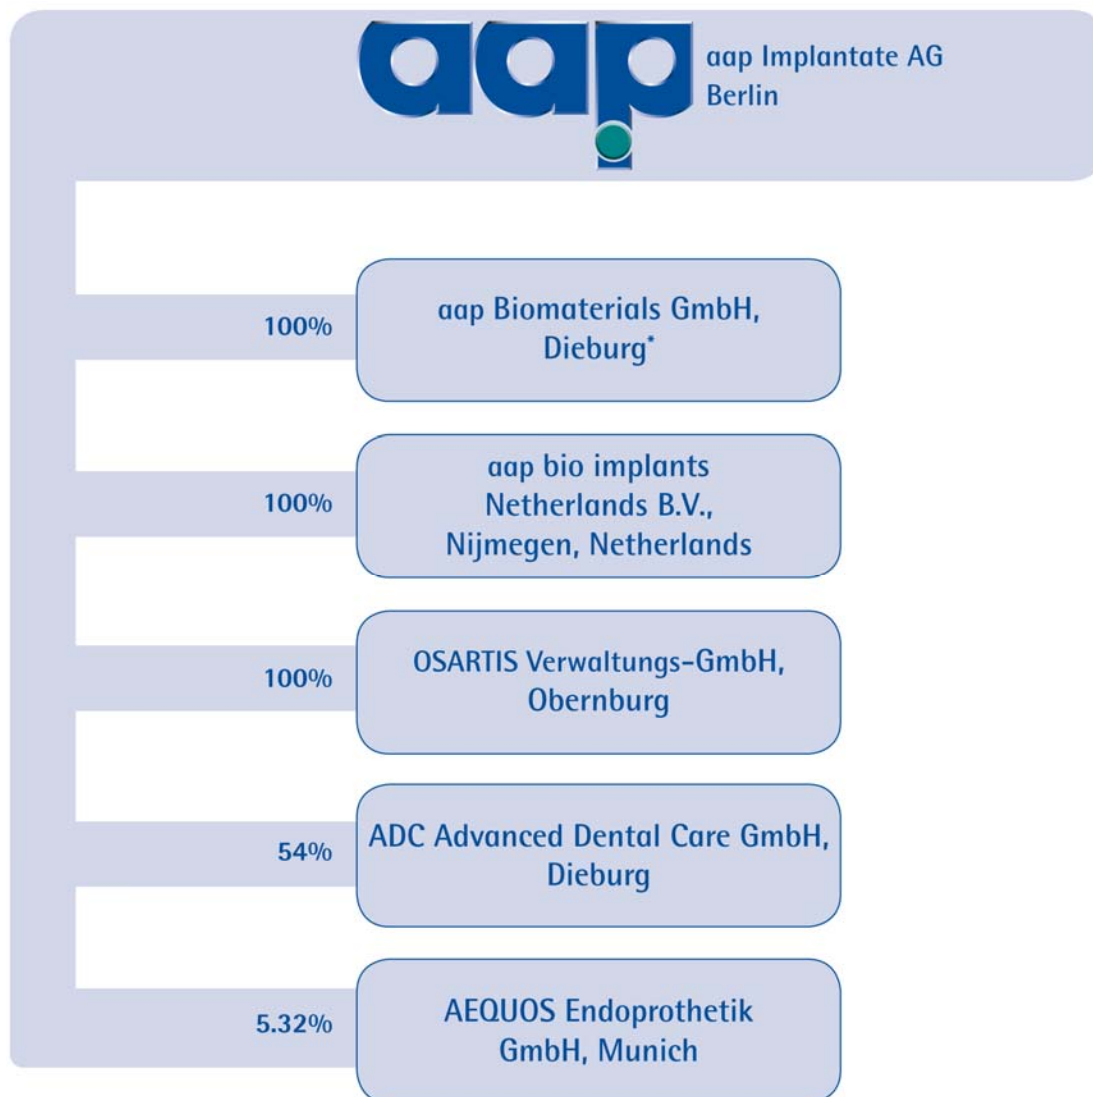 aap
aap Implantate AG
Berlin
100%
aap Biomaterials GmbH,
Dieburg*
100%
aap bio implants
Netherlands B.V.,
Nijmegen, Netherlands
100%
OSARTIS Verwaltungs-GmbH,
Obernburg
54%
ADC Advanced Dental Care GmbH,
Dieburg
5.32%
AEQUOS Endoprothetik
GmbH, Munich